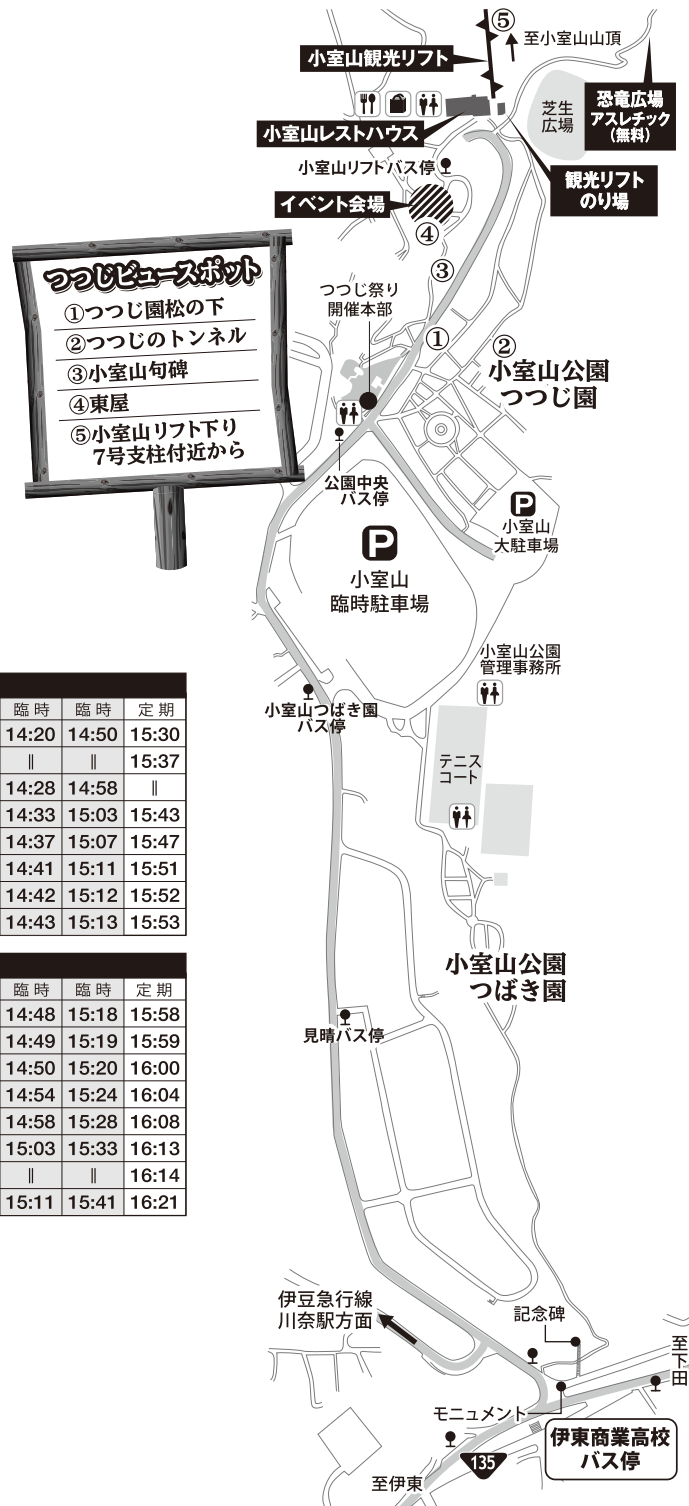 ⑤
至小室山山頂
小室山観光リフト
芝生
広場
恐竜広場
アスレチック
(無料)
小室山レストハウス
小室山リフトバス停
観光リフト
のり場
イベント会場
④
③
つつじビュースポット
①つつじ園松の下
②つつじのトンネル
③小室山句碑
④東屋
⑤小室山リフト下り
7号支柱付近から
つつじ祭り
開催本部
①
②
小室山公園
つつじ園
公園中央
バス停
P
小室山
大駐車場
P
小室山
臨時駐車場
小室山公園
管理事務所
小室山つばき園
バス停
テニス
コート
臨時 臨時 定期
14:20 14:50 15:30
∥ ∥ 15:37
14:28 14:58 ∥
14:33 15:03 15:43
14:37 15:07 15:47
14:41 15:11 15:51
14:42 15:12 15:52
14:43 15:13 15:53
小室山公園
つばき園
臨時 臨時 定期
14:48 15:18 15:58
14:49 15:19 15:59
14:50 15:20 16:00
14:54 15:24 16:04
14:58 15:28 16:08
15:03 15:33 16:13
∥ ∥ 16:14
15:11 15:41 16:21
見晴バス停
伊豆急行線
川奈駅方面
記念碑
至下田
モニュメント
伊東商業高校
バス停
135
至伊東